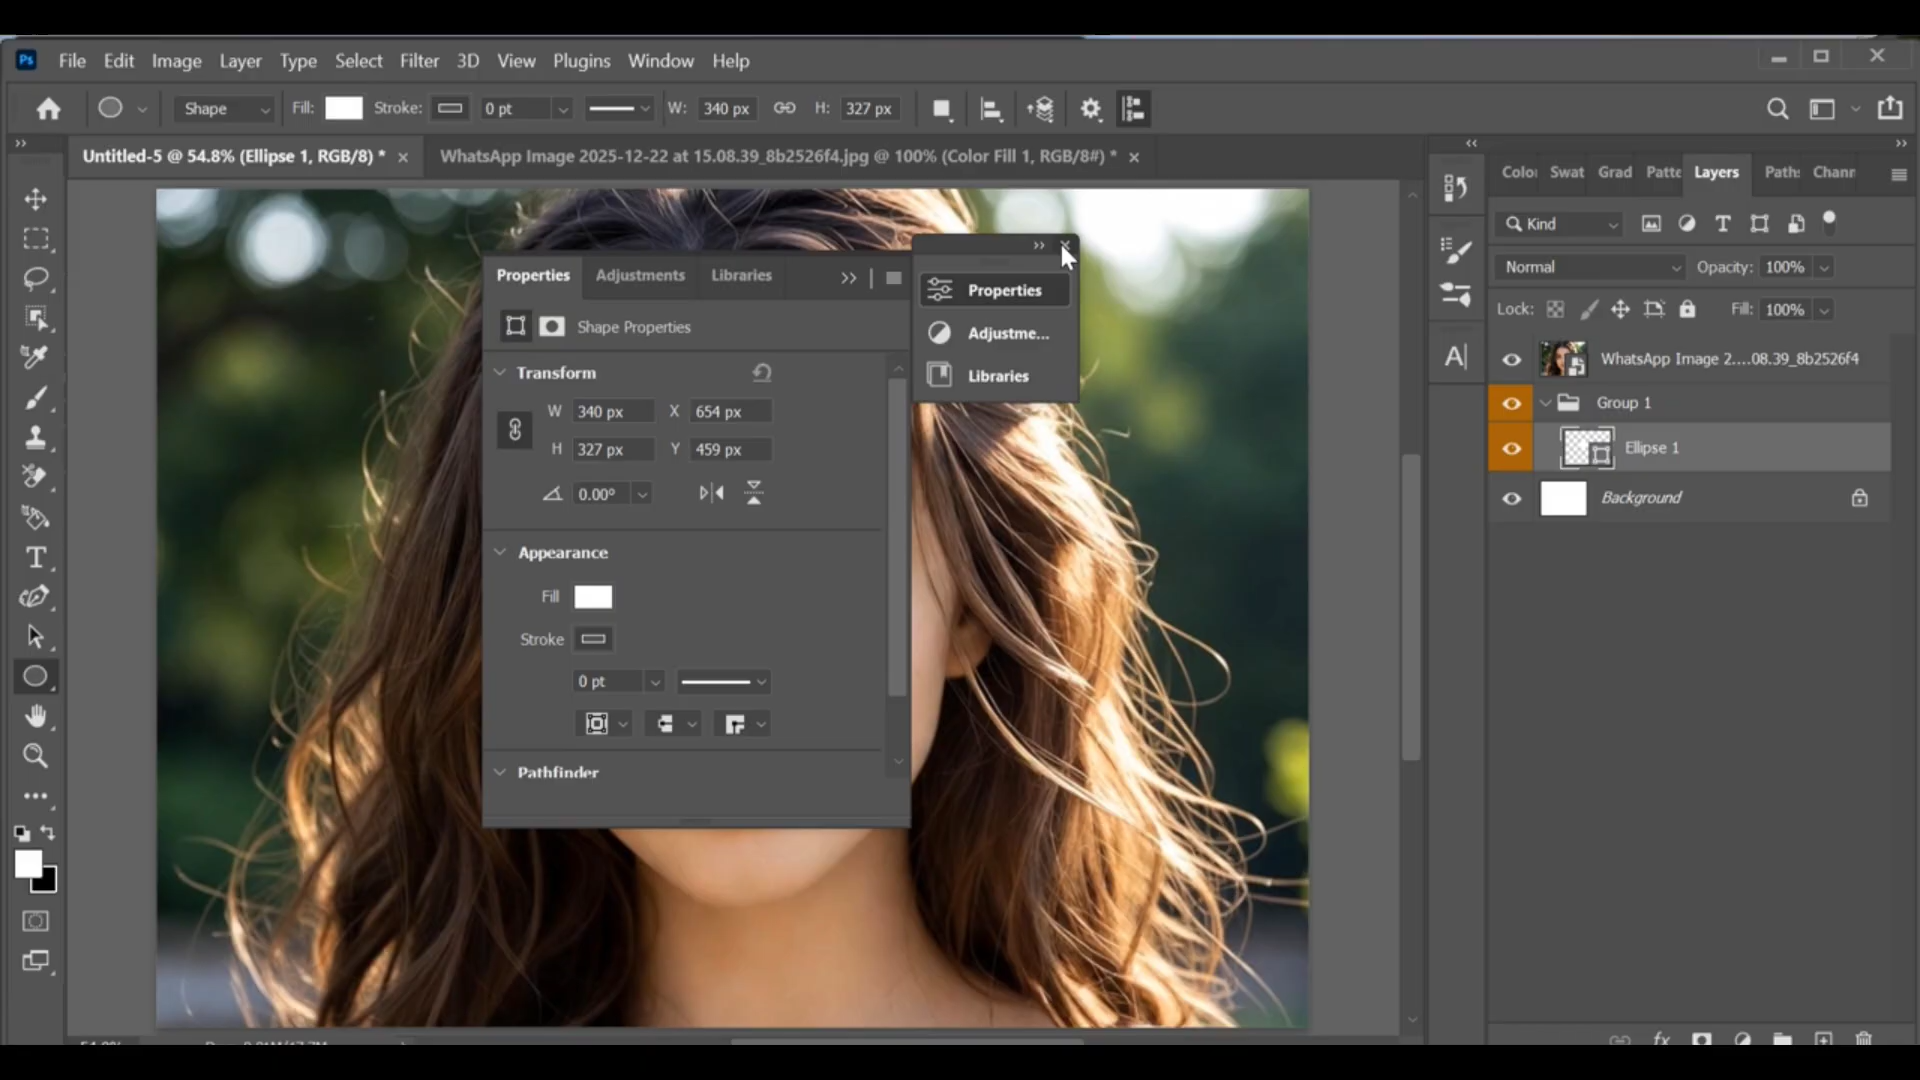 Ps File Edit Image Layer Type Select Filter 3D View Plugins Window Help
Shape Fill: Stroke: 0 pt W: 340 px H: 327 px
Untitled-5 @ 54.8% (Ellipse 1, RGB/8) * WhatsApp Image 2025-12-22 at 15.08.39_8b2526f4.jpg @ 100% (Color Fill 1, RGB/8#) *
Properties Adjustments Libraries
Shape Properties
Transform
W 340 px X 654 px
H 327 px Y 459 px
0.00°
Appearance
Fill
Stroke
0 pt
Pathfinder
Properties
Adjustme...
Libraries
Swat Grad Patte Layers Path: Chann
Kind
Normal Opacity: 100%
Lock: Fill: 100%
WhatsApp Image 2....08.39_8b2526f4
Group 1
Ellipse 1
Background
fx